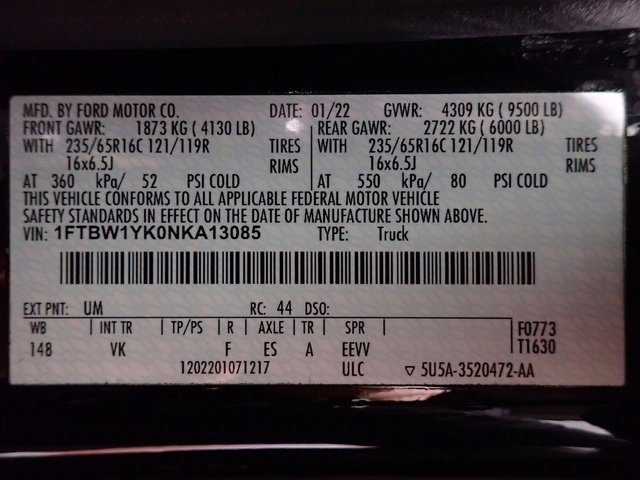 MFD. BY FORD MOTOR CO. DATE: 01/22 GVWR: 4309 KG ( 9500 LB)
FRONT GAWR: 1873 KG ( 4130 LB) REAR GAWR: 2722 KG ( 6000 LB)
WITH 235/65R16C 121/119R TIRES WITH 235/65R16C 121/119R TIRES
16x6.5J RIMS 16x6.5J RIMS
AT 360 kPa/ 52 PSI COLD AT 550 kPa/ 80 PSI COLD
THIS VEHICLE CONFORMS TO ALL APPLICABLE FEDERAL MOTOR VEHICLE
SAFETY STANDARDS IN EFFECT ON THE DATE OF MANUFACTURE SHOWN ABOVE.
VIN: 1FTBW1YK0NKA13085 TYPE: Truck
EXT PNT: UM RC: 44 DSO:
WB INT TR TP/PS R AXLE TR SPR F0773
148 VK F ES A EEVV T1630
1202201071217 ULC ▽ 5U5A-3520472-AA